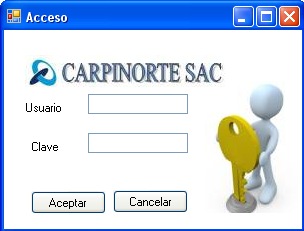 Acceso
CARPINORTE SAC
Usuario
Clave
Aceptar
Cancelar